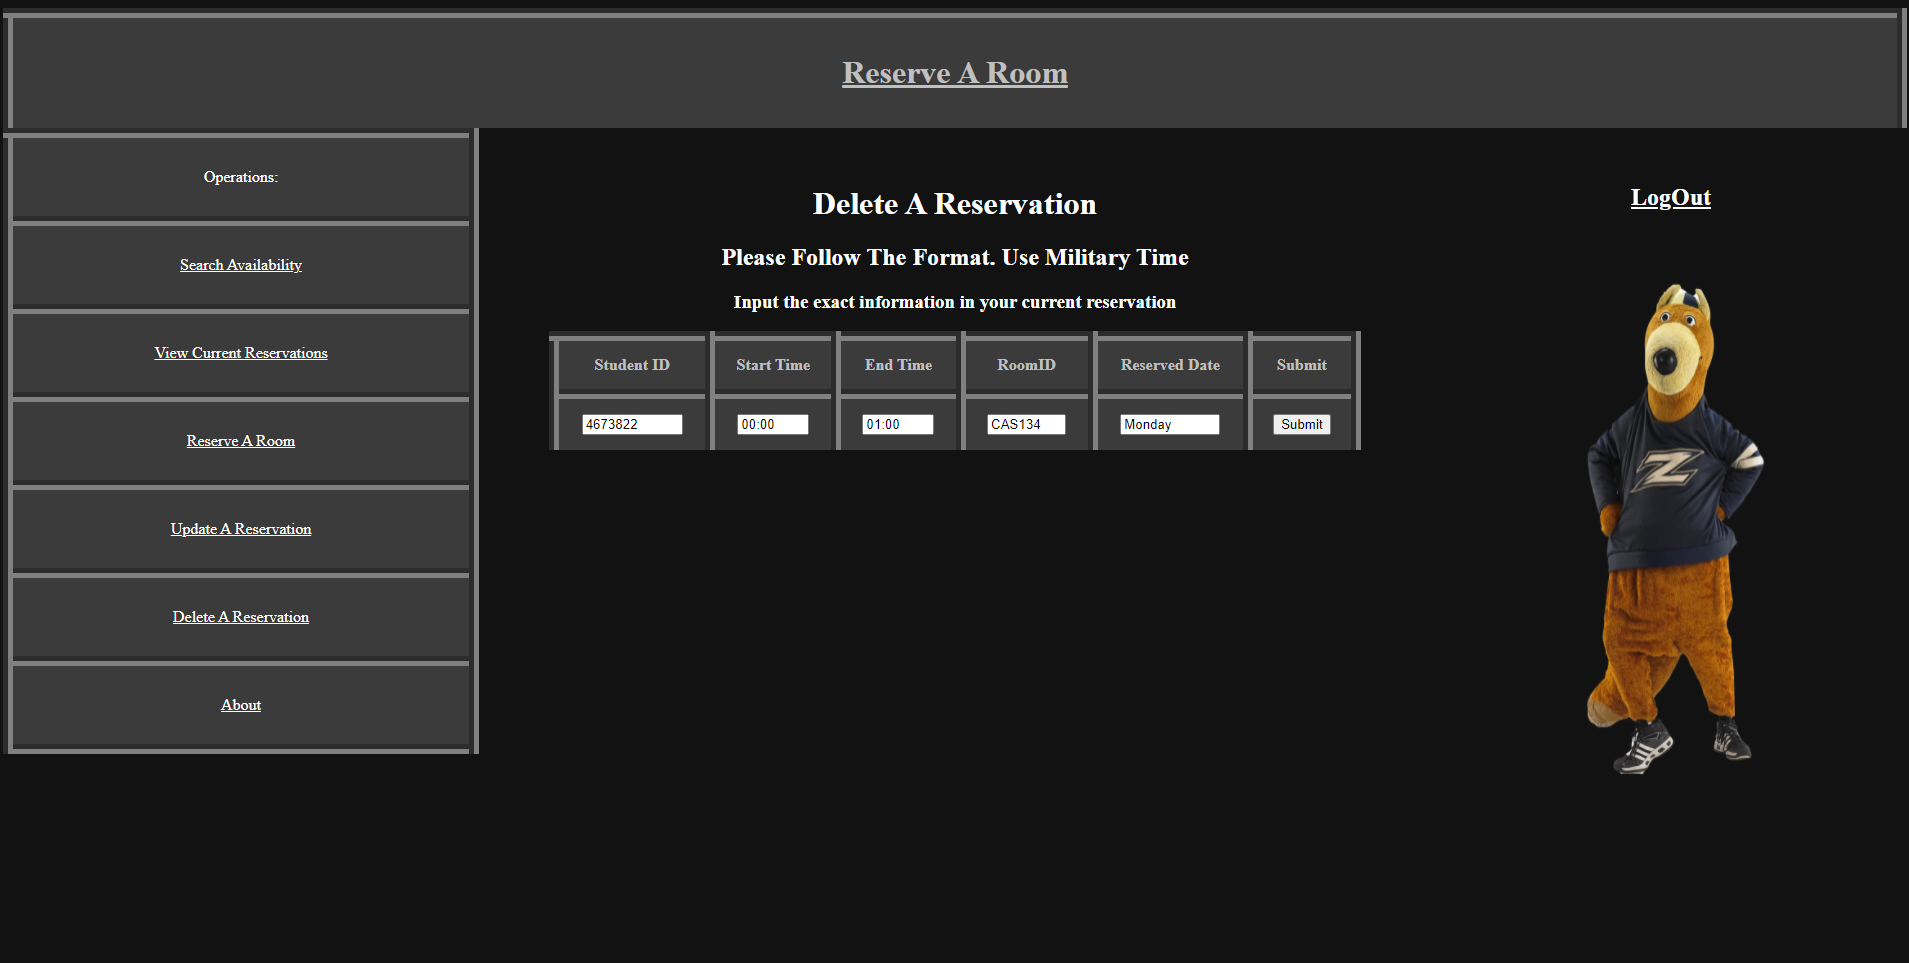 Reserve A Room
Operations:
Search Availability
View Current Reservations
Reserve A Room
Update A Reservation
Delete A Reservation
About
Delete A Reservation
Please Follow The Format. Use Military Time
Input the exact information in your current reservation
Student ID Start Time End Time RoomID Reserved Date Submit
4673822 00:00 01:00 CAS134 Monday Submit
LogOut
Z